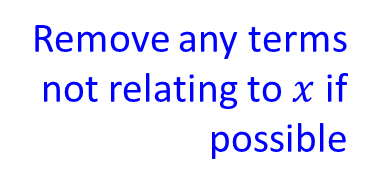 Remove any terms
not relating to x if
possible